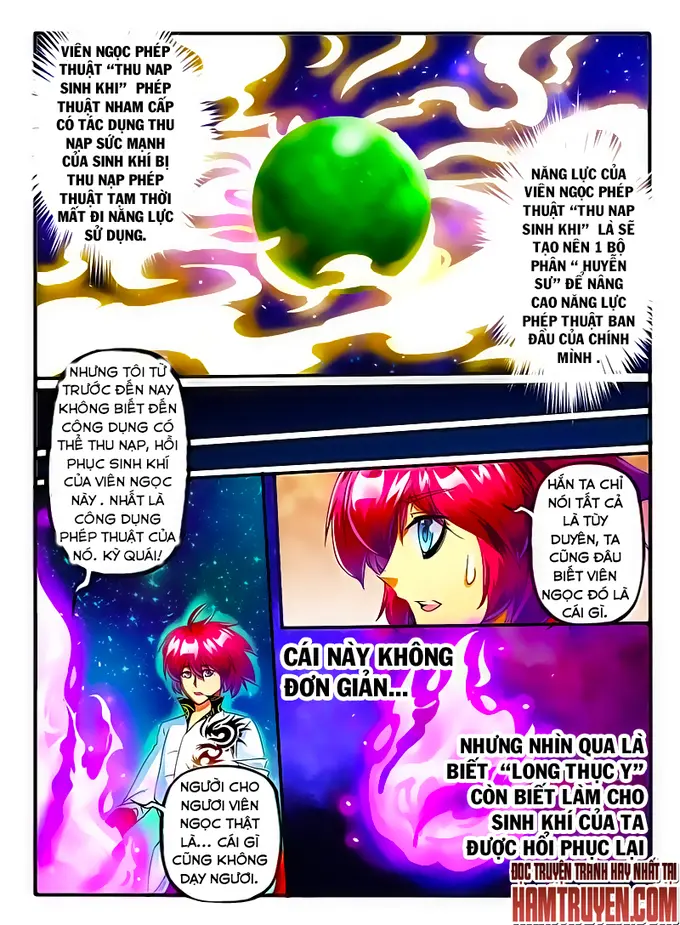 VIÊN NGỌC PHÉP
THUẬT "THU NẠP
SINH KHI" PHÉP
THUẬT NHAM CẤP
CÓ TÁC DỤNG THU
NẠP SỨC MẠNH
CỦA SINH KHÍ BỊ
THU NẠP PHÉP
THUẬT TẠM THỜI
MẤT ĐI NĂNG LỰC
SỬ DỤNG.
NĂNG LỰC CỦA
VIÊN NGỌC PHÉP
THUẬT "THU NẠP
SINH KHI" LÀ SẼ
TẠO NÊN 1 BỘ
PHÂN " HUYỄN
SƯ" ĐỂ NÂNG
CAO NĂNG LỰC
PHÉP THUẬT BAN
ĐẦU CỦA CHÍNH
MÌNH .
NHƯNG TÔI TỪ
TRƯỚC ĐẾN NAY
KHÔNG BIẾT ĐẾN
CÔNG DỤNG CÓ
THỂ THU NẠP, HỒI
PHỤC SINH KHÍ
CỦA VIÊN NGỌC
NÀY . NHẤT LÀ
CÔNG DỤNG
PHÉP THUẬT CỦA
NÓ. KỲ QUÁI!
HẮN TA CHỈ
NÓI TẤT CẢ
LÀ TÙY
DUYÊN, TA
CŨNG ĐÂU
BIẾT VIÊN
NGỌC ĐÓ LÀ
CÁI GÌ.
CÁI NÀY KHÔNG
ĐƠN GIẢN...
NHƯNG NHÌN QUA LÀ
BIẾT "LONG THỤC Y"
CÒN BIẾT LÀM CHO
SINH KHÍ CỦA TA
ĐƯỢC HỒI PHỤC LẠI
NGƯỜI CHO
NGƯƠI VIÊN
NGỌC THẬT
LÀ... CÁI GÌ
CŨNG KHÔNG
DẠY NGƯƠI.
ĐỌC TRUYỆN TRANH HAY NHẤT TẠI
HAMTRUYEN.COM